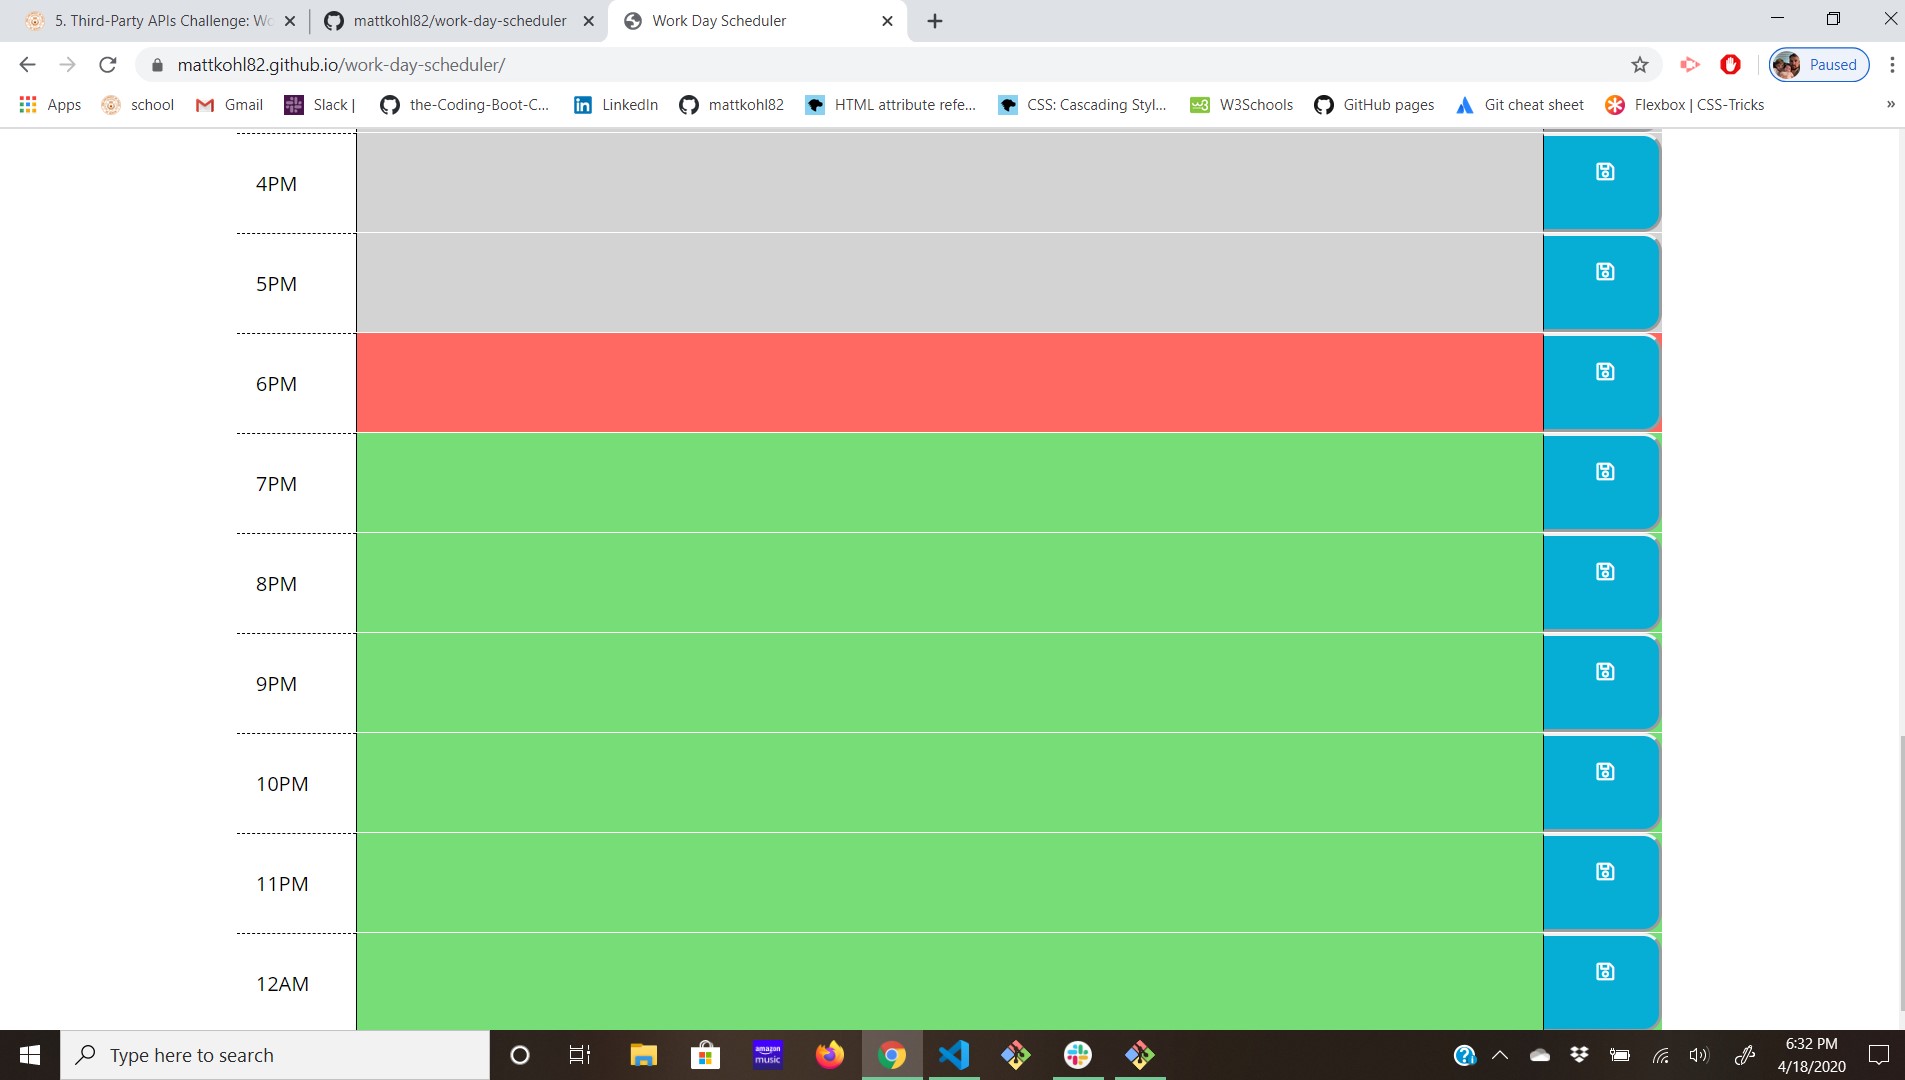 5. Third-Party APIs Challenge: Wo
mattkohl82/work-day-scheduler
Work Day Scheduler
mattkohl82.github.io/work-day-scheduler/
Paused
Apps
school
Gmail
Slack |
the-Coding-Boot-C...
LinkedIn
mattkohl82
HTML attribute refe...
CSS: Cascading Styl...
W3Schools
GitHub pages
Git cheat sheet
Flexbox | CSS-Tricks
»
4PM
5PM
6PM
7PM
8PM
9PM
10PM
11PM
12AM
Type here to search
amazon
music
6:32 PM
4/18/2020